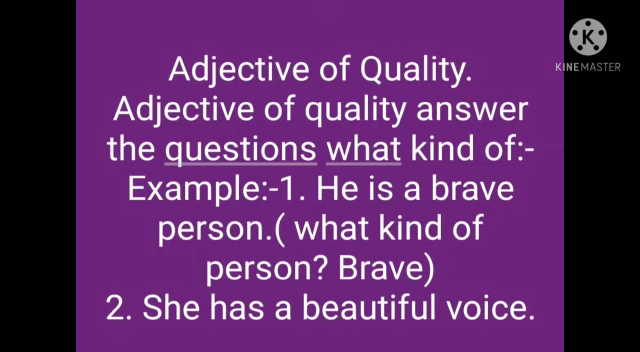 Adjective of Quality.
Adjective of quality answer
the questions what kind of:-
Example:-1. He is a brave
person.( what kind of
person? Brave)
2. She has a beautiful voice.
K
KINEMASTER